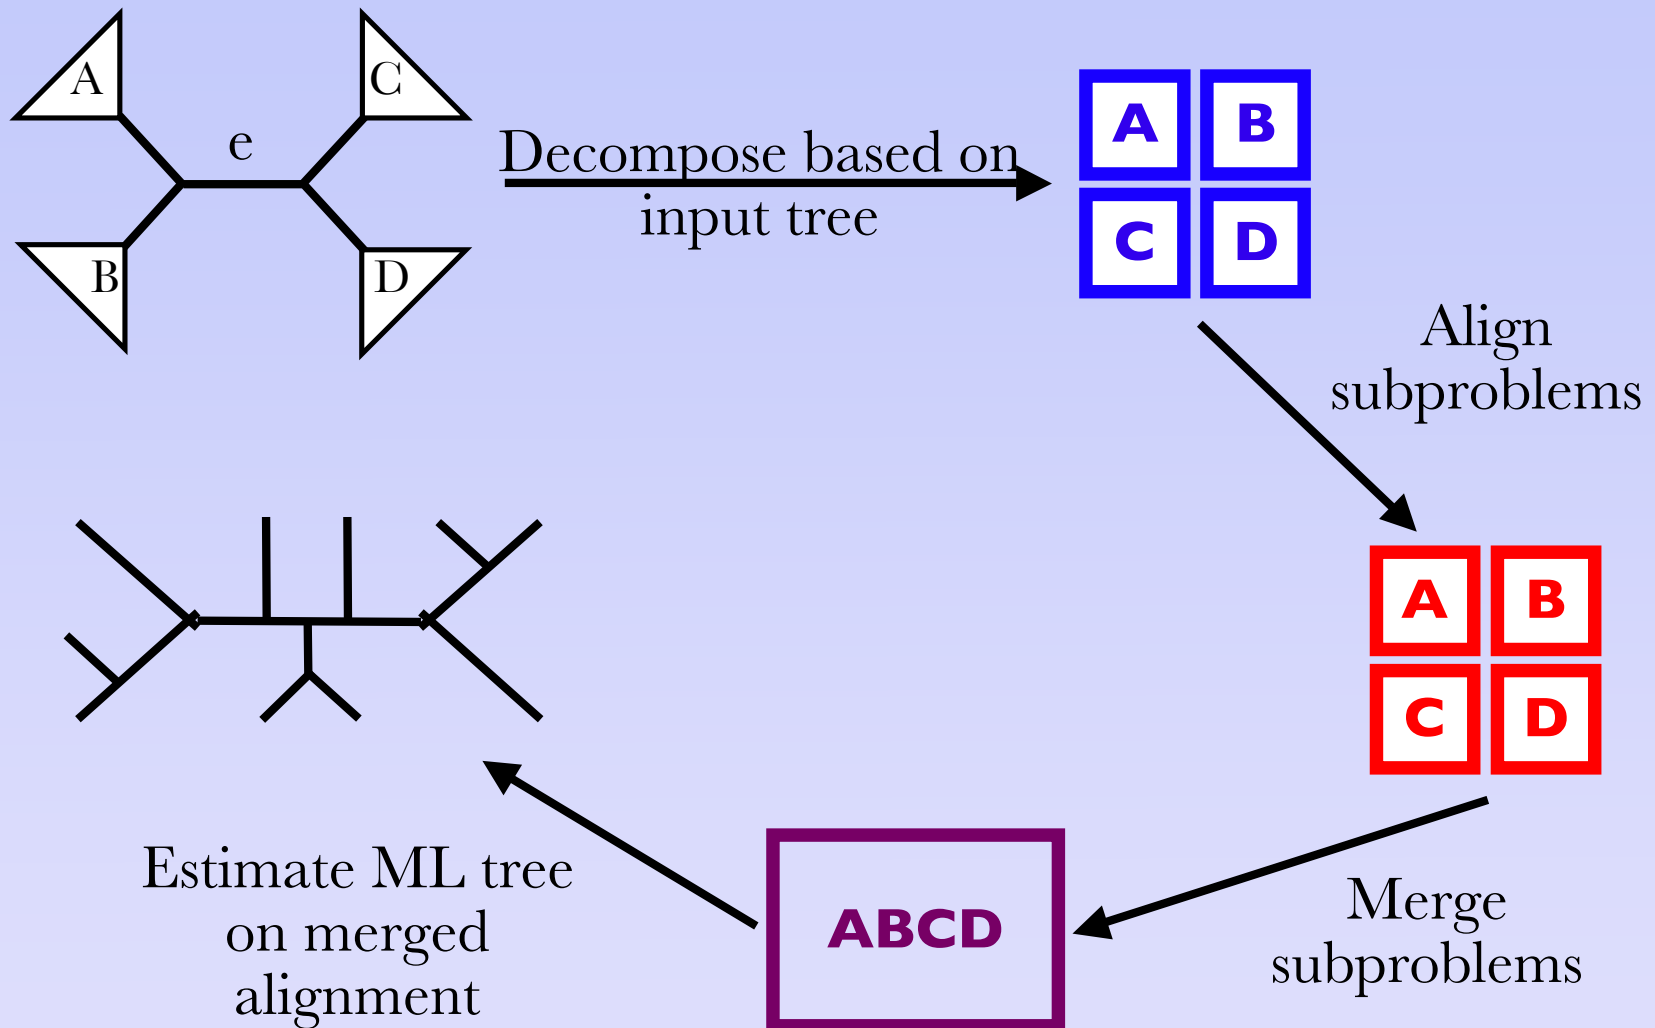 A
C
e
B
D
Decompose based on
input tree
A B
C D
Align
subproblems
A B
C D
Merge
subproblems
ABCD
Estimate ML tree
on merged
alignment